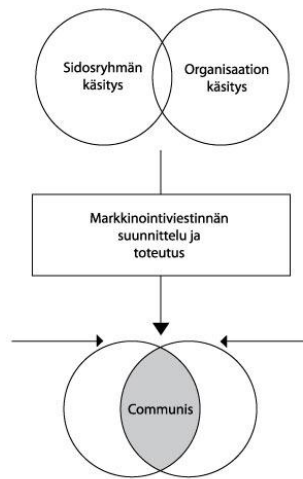 Sidosryhmän
käsitys
Organisaation
käsitys
Markkinointiviestinnän
suunnittelu ja
toteutus
Communis